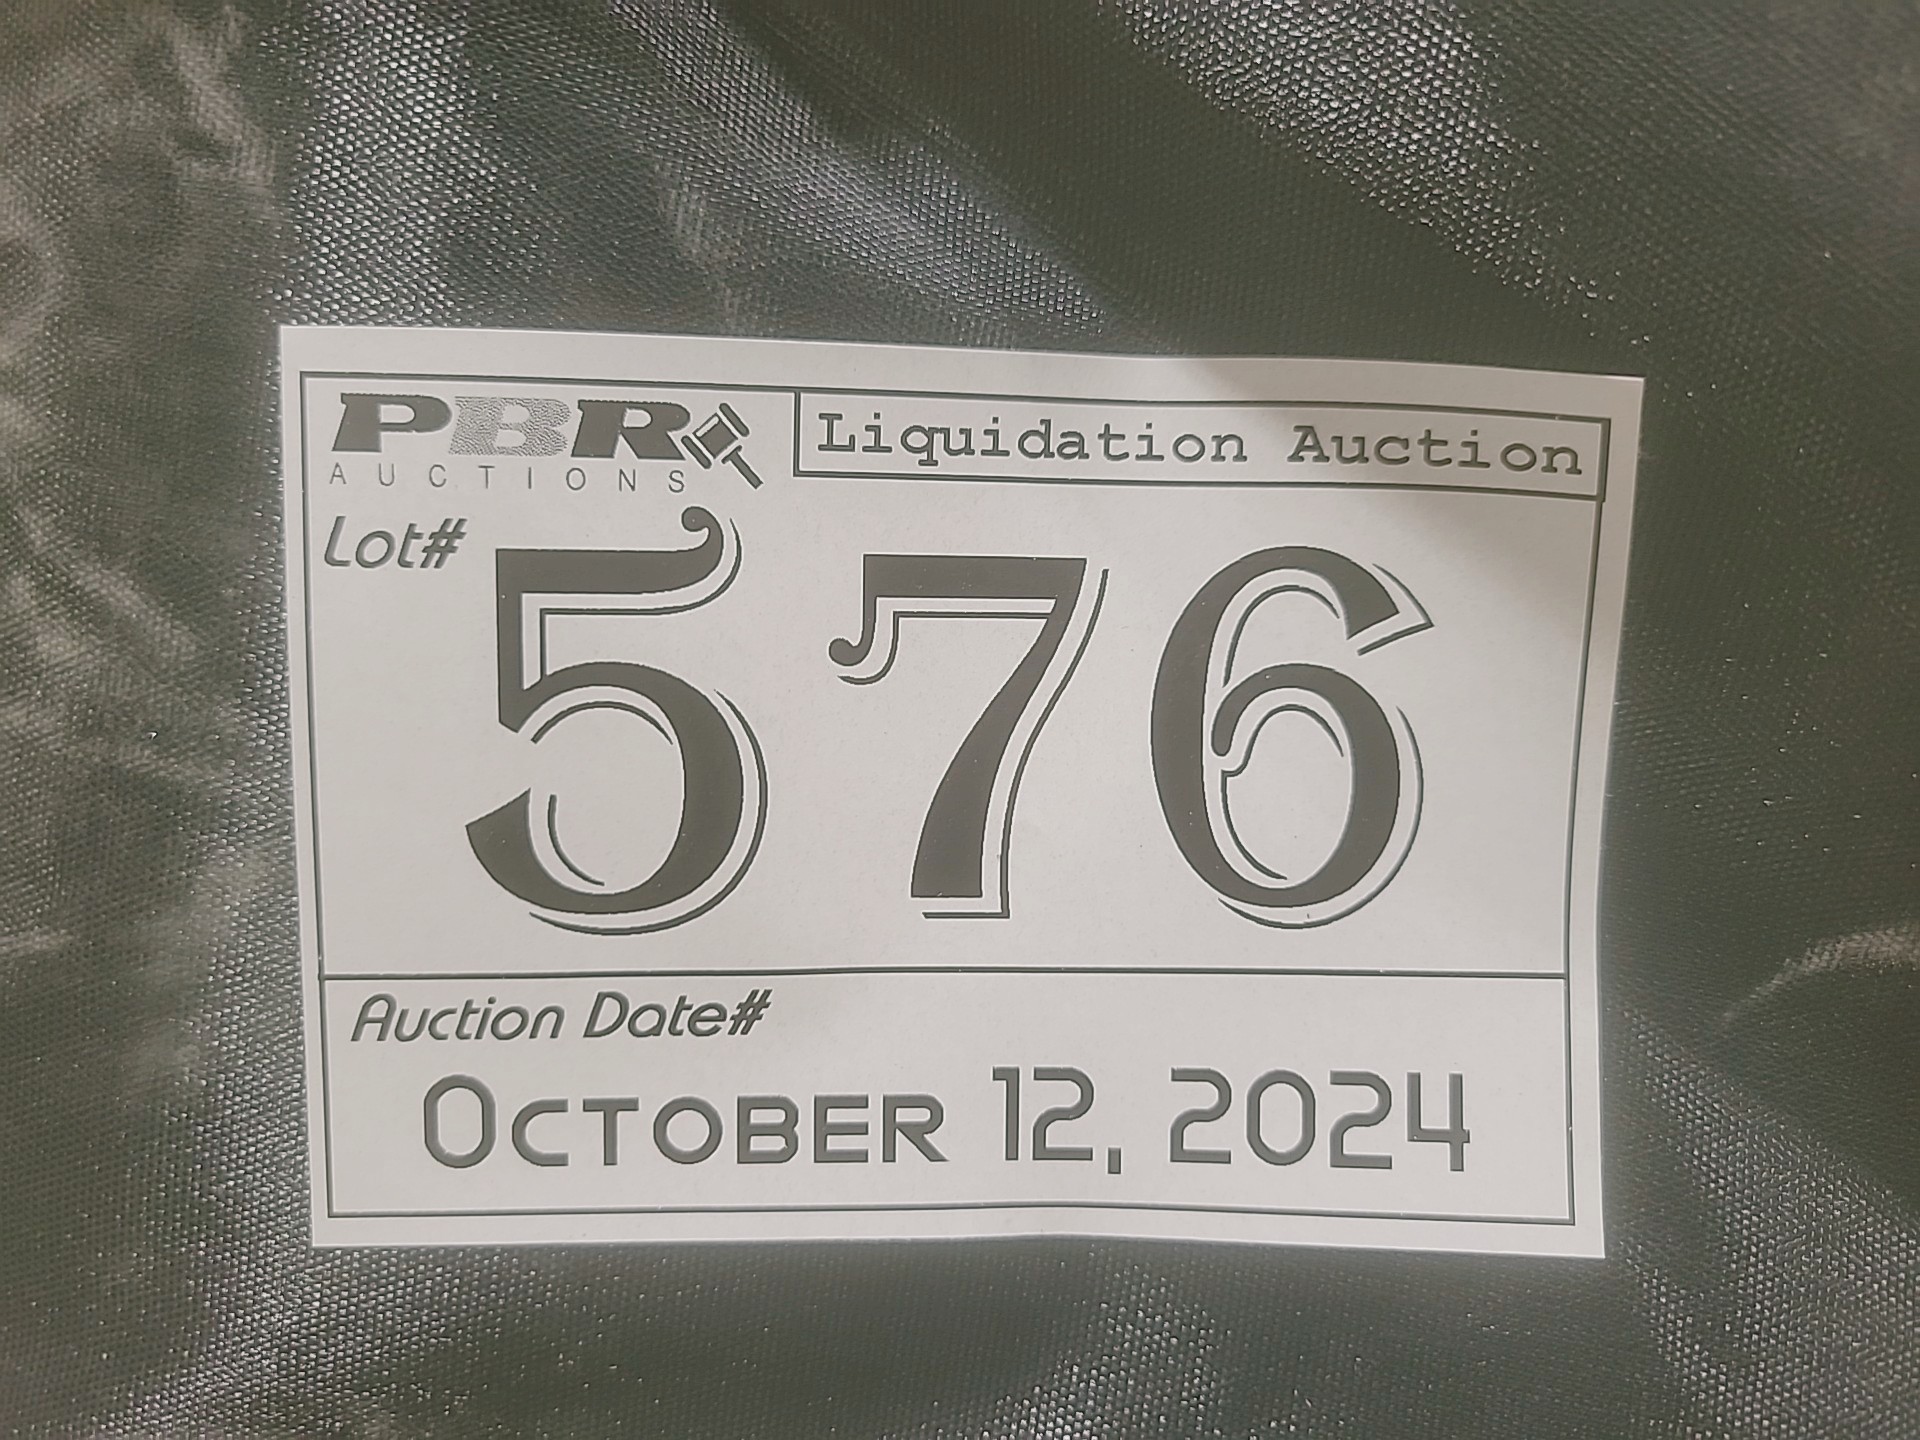 PBR
AUCTIONS
Liquidation Auction
Lot#
576
Auction Date#
October 12, 2024